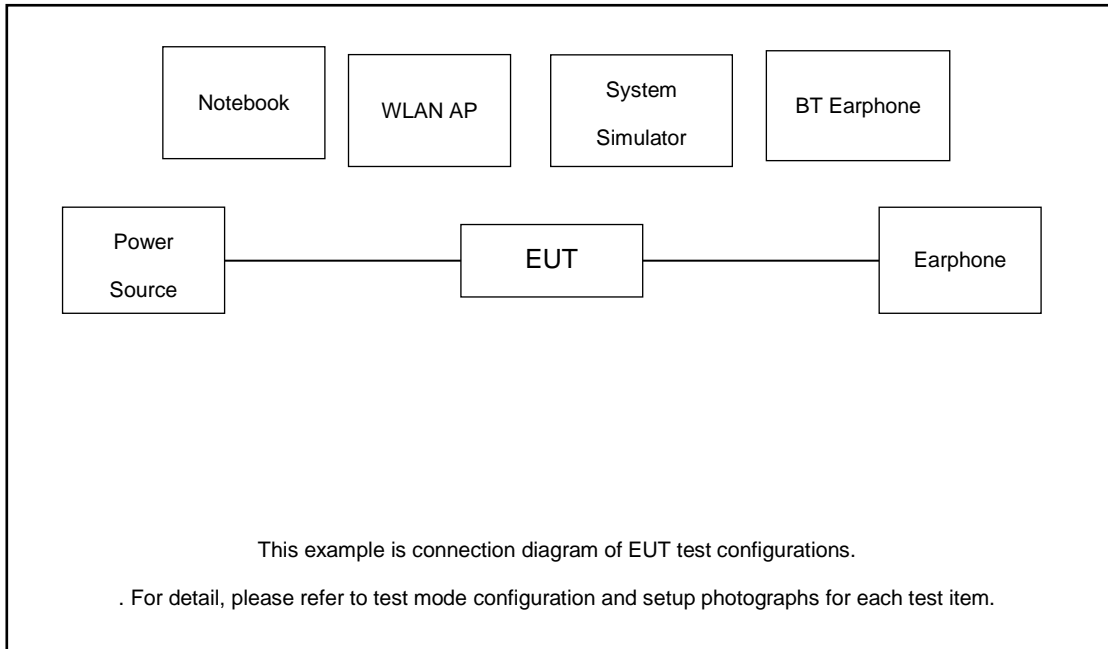 Notebook
WLAN AP
System
Simulator
BT Earphone
Power
Source
EUT
Earphone
This example is connection diagram of EUT test configurations.
. For detail, please refer to test mode configuration and setup photographs for each test item.